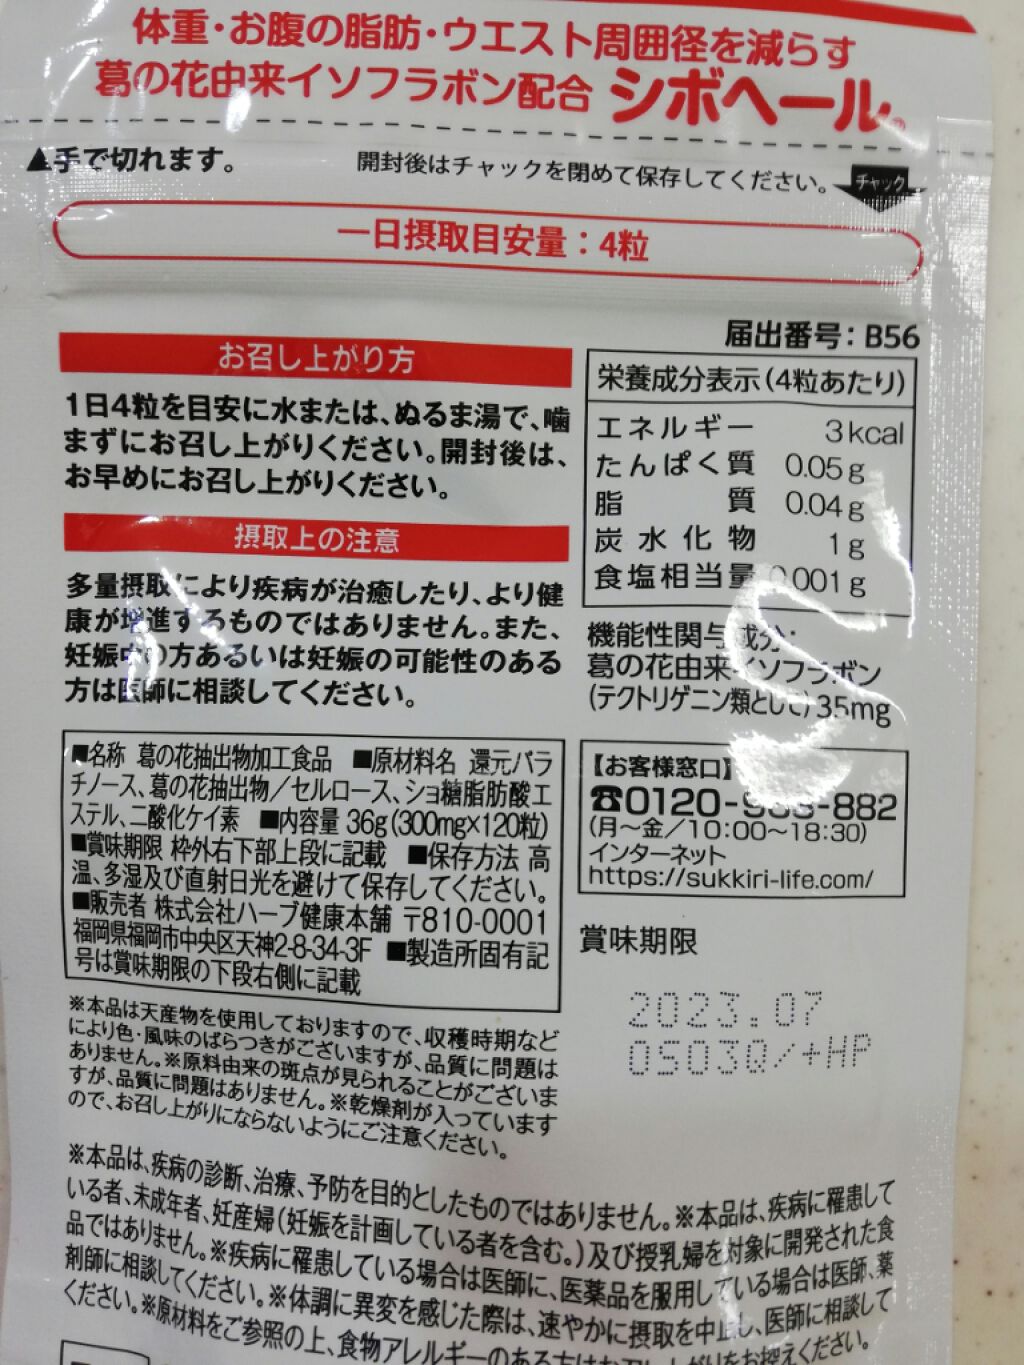 体重・お腹の脂肪・ウエスト周囲径を減らす
葛の花由来イソフラボン配合 シボヘール®
▲手で切れます。
開封後はチャックを閉めて保存してください。
チャック
一日摂取目安量：4粒
届出番号：B56
お召し上がり方
1日4粒を目安に水または、ぬるま湯で、噛
まずにお召し上がりください。開封後は、
お早めにお召し上がりください。
摂取上の注意
多量摂取により疾病が治癒したり、より健
康が増進するものではありません。また、
妊娠中の方あるいは妊娠の可能性のある
方は医師に相談してください。
栄養成分表示(4粒あたり)
エネルギー 3kcal
たんぱく質 0.05g
脂質 0.04g
炭水化物 1g
食塩相当量 0.001g
機能性関与成分:
葛の花由来イソフラボン
(テクトリゲニン類として)35mg
■名称 葛の花抽出物加工食品 ■原材料名 還元パラ
チノース、葛の花抽出物／セルロース、ショ糖脂肪酸エ
ステル、二酸化ケイ素 ■内容量 36g(300mg×120粒)
■賞味期限 枠外右下部上段に記載 ■保存方法 高
温、多湿及び直射日光を避けて保存してください。
■販売者 株式会社ハーブ健康本舗 〒810-0001
福岡県福岡市中央区天神2-8-34-3F ■製造所固有記
号は賞味期限の下段右側に記載
【お客様窓口】
☎0120-9 -882
(月～金／10:00～18:30)
インターネット
https://sukkiri-life.com/
賞味期限
2023.07
0503Q/+HP
※本品は天産物を使用しておりますので、収穫時期など
により色・風味のばらつきがございますが、品質に問題は
ありません。※原料由来の斑点が見られることがございま
すが、品質に問題はありません。※乾燥剤が入っています
ので、お召し上がりにならないようにご注意ください。
※本品は、疾病の診断、治療、予防を目的としたものではありません。※本品は、疾病に罹患して
いる者、未成年者、妊産婦(妊娠を計画している者を含む。)及び授乳婦を対象に開発された食
品ではありません。※疾病に罹患している場合は医師に、医薬品を服用している場合は医師、薬
剤師に相談してください。※体調に異変を感じた際は、速やかに摂取を中止し、医師に相談して
ください。※原材料をご参照の上、食物アレルギーのある方はお召し上がりをお控えください。